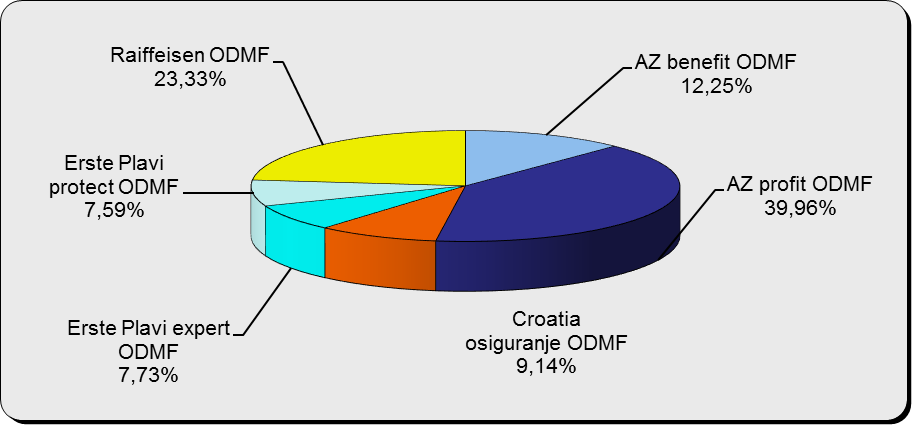 Raiffeisen ODMF
23,33%
AZ benefit ODMF
12,25%
Erste Plavi
protect ODMF
7,59%
AZ profit ODMF
39,96%
Erste Plavi expert
ODMF
7,73%
Croatia
osiguranje ODMF
9,14%